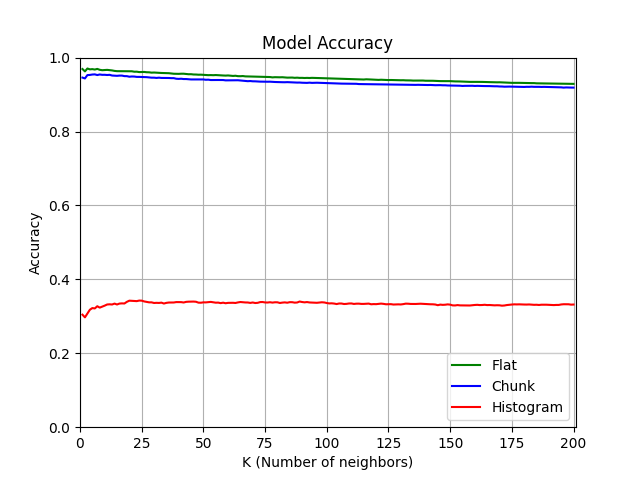 Model Accuracy
1.0
0.8
0.6
0.4
0.2
0.0
Accuracy
Flat
Chunk
Histogram
0 25 50 75 100 125 150 175 200
K (Number of neighbors)